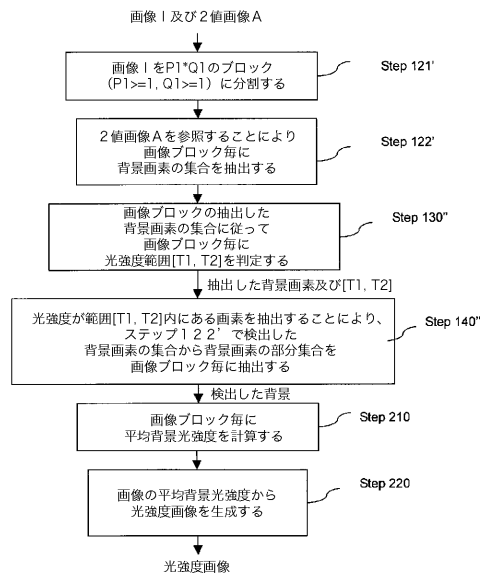 画像I及び2値画像A
画像IをP1*Q1のブロック
(P1>=1, Q1>=1)に分割する
Step 121'
2値画像Aを参照することにより
画像ブロック毎に
背景画素の集合を抽出する
Step 122'
画像ブロックの抽出した
背景画素の集合に従って
画像ブロック毎に
光強度範囲[T1, T2]を判定する
Step 130"
抽出した背景画素及び[T1, T2]
光強度が範囲[T1, T2]内にある画素を抽出することにより、
ステップ122'で検出した
背景画素の集合から背景画素の部分集合を
画像ブロック毎に抽出する
Step 140"
検出した背景
画像ブロック毎に
平均背景光強度を計算する
Step 210
画像の平均背景光強度から
光強度画像を生成する
Step 220
光強度画像